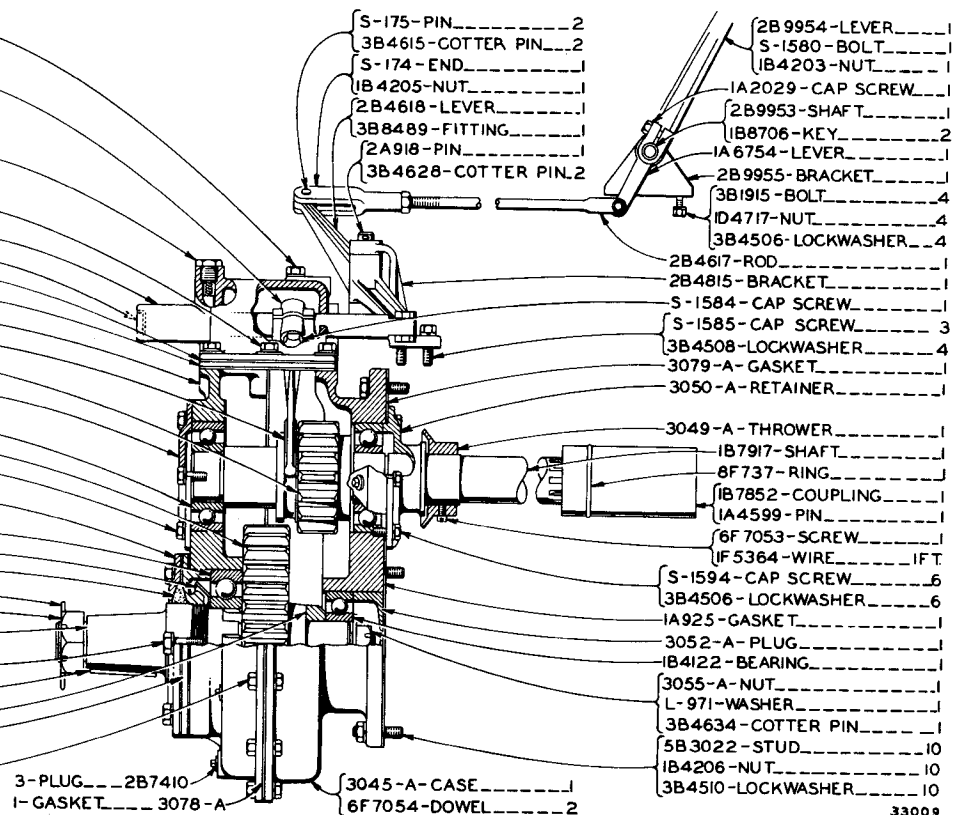 S-175-PIN 2
3B4615-COTTER PIN 2
S-174-END 1
1B4205-NUT 1
2B4618-LEVER 1
3B8489-FITTING 1
2A918-PIN 1
3B4628-COTTER PIN 2
2B9954-LEVER 1
S-1580-BOLT 1
1B4203-NUT 1
1A2029-CAP SCREW 1
2B9953-SHAFT 1
1B8706-KEY 2
1A6754-LEVER 1
2B9955-BRACKET 1
3B1915-BOLT 4
1D4717-NUT 4
3B4506-LOCKWASHER 4
2B4617-ROD 1
2B4815-BRACKET 1
S-1584-CAP SCREW 1
S-1585-CAP SCREW 3
3B4508-LOCKWASHER 4
3079-A-GASKET 1
3050-A-RETAINER 1
3049-A-THROWER 1
1B7917-SHAFT 1
8F737-RING 1
1B7852-COUPLING 1
1A4599-PIN 1
6F7053-SCREW 1
1F5364-WIRE 1FT
S-1594-CAP SCREW 6
3B4506-LOCKWASHER 6
1A925-GASKET 1
3052-A-PLUG 1
1B4122-BEARING 1
3055-A-NUT 1
L-971-WASHER 1
3B4634-COTTER PIN 1
5B3022-STUD 10
1B4206-NUT 10
3B4510-LOCKWASHER 10
3-PLUG 2B7410
1-GASKET 3078-A
3045-A-CASE 1
6F7054-DOWEL 2
33009